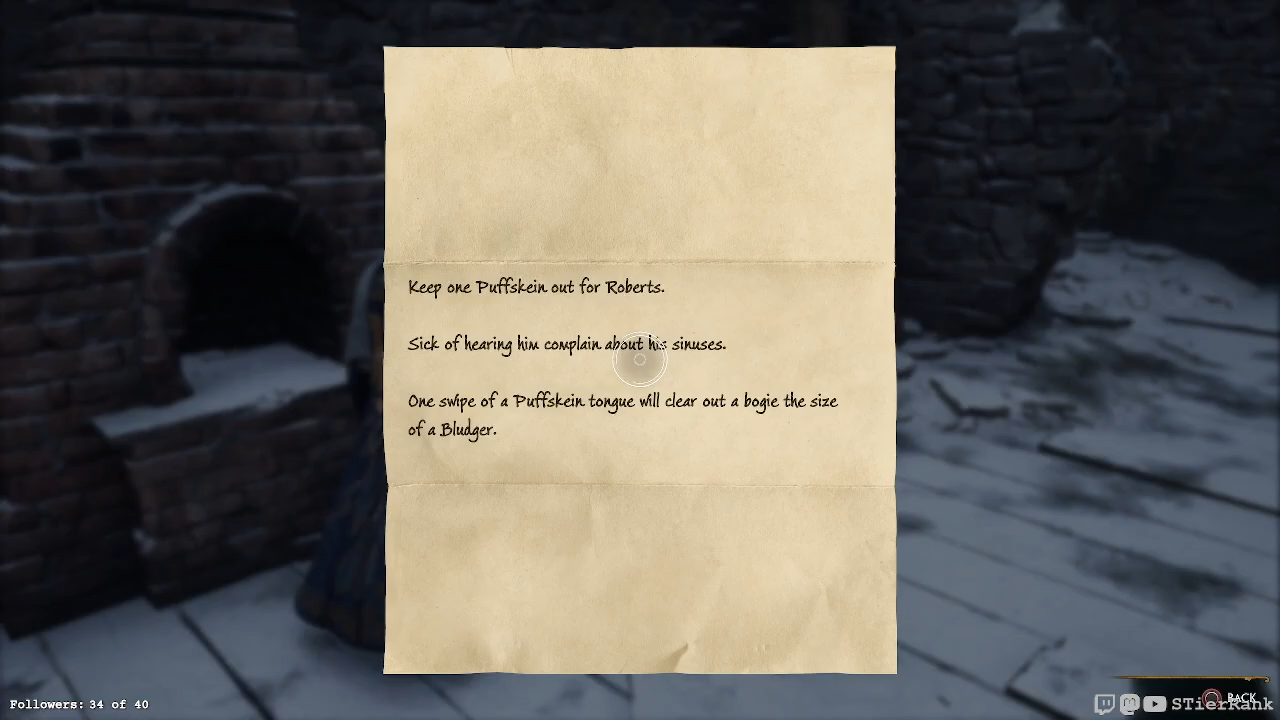 Keep one Puffskein out for Roberts.
Sick of hearing him complain about his sinuses.
One swipe of a Puffskein tongue will clear out a bogie the size
of a Bludger.
Followers: 34 of 40
BACK
STierRank